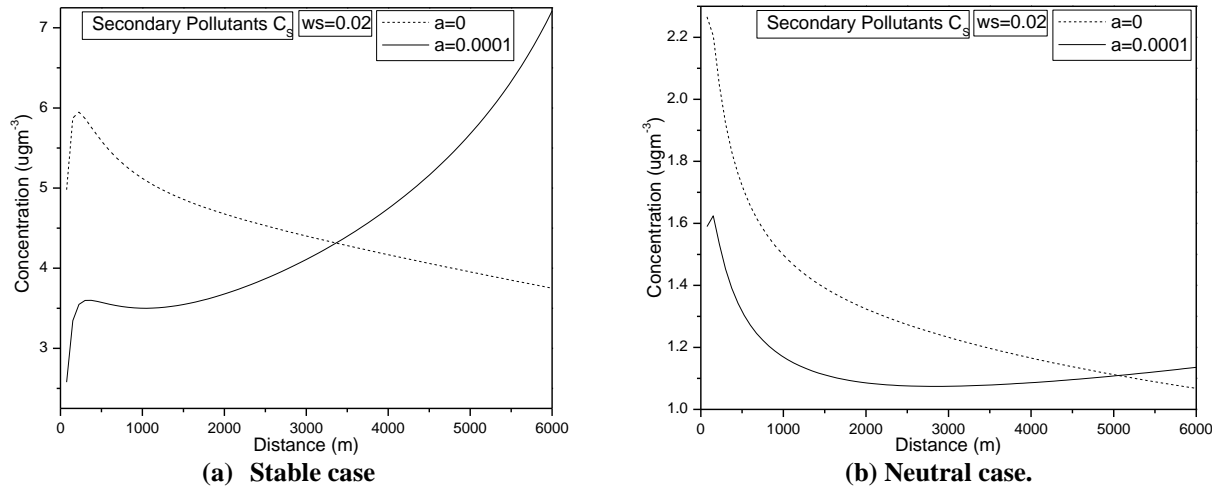 Secondary Pollutants Cs ws=0.02 a=0
a=0.0001
7
6
5
4
3
Concentration (ugm-3)
0 1000 2000 3000 4000 5000 6000
Distance (m)
(a) Stable case
Secondary Pollutants Cs ws=0.02 a=0
a=0.0001
2.2
2.0
1.8
1.6
1.4
1.2
1.0
Concentration (ugm-3)
0 1000 2000 3000 4000 5000 6000
Distance (m)
(b) Neutral case.